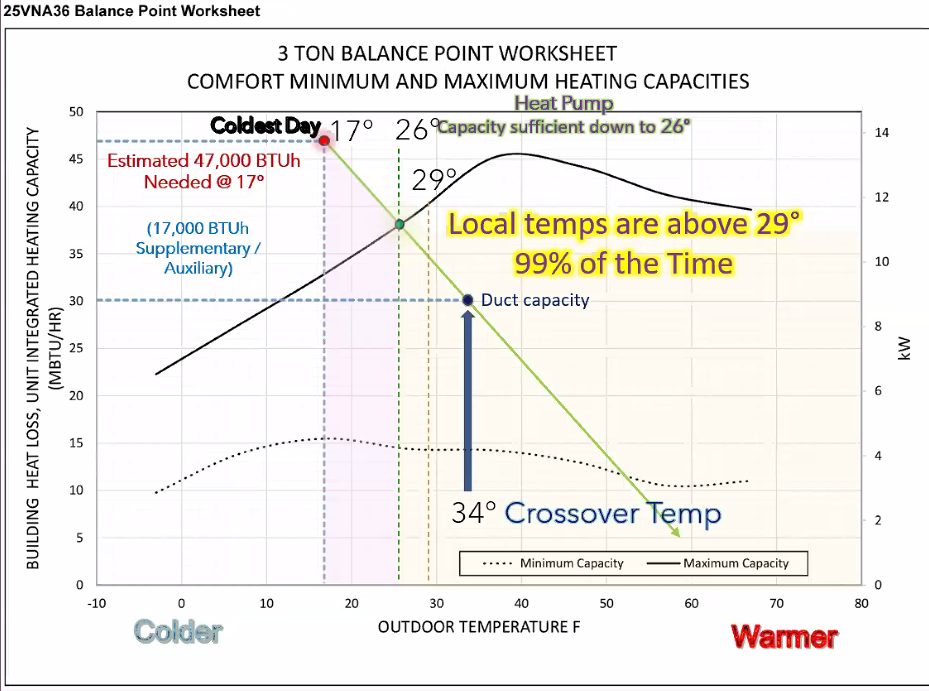 25VNA36 Balance Point Worksheet
3 TON BALANCE POINT WORKSHEET
COMFORT MINIMUM AND MAXIMUM HEATING CAPACITIES
Heat Pump
Capacity sufficient down to 26°
Coldest Day
17°
26°
29°
Estimated 47,000 BTUh
Needed @ 17°
(17,000 BTUh
Supplementary /
Auxiliary)
Local temps are above 29°
99% of the Time
Duct capacity
34° Crossover Temp
Minimum Capacity
Maximum Capacity
BUILDING HEAT LOSS, UNIT INTEGRATED HEATING CAPACITY
(MBTU/HR)
50
45
40
35
30
25
20
15
10
5
0
14
12
10
8
6
4
2
0
kW
-10
0
10
20
30
40
50
60
70
80
OUTDOOR TEMPERATURE F
Colder
Warmer